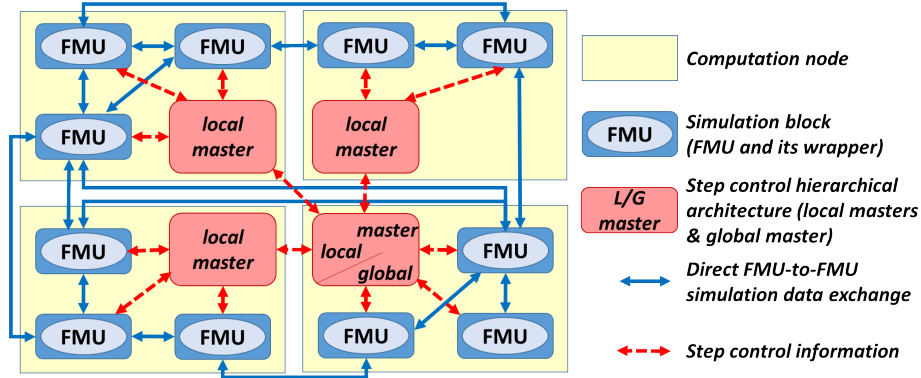 FMU
FMU
FMU
FMU
local
master
local
master
FMU
FMU
local
master
local
master
global
FMU
FMU
FMU
FMU
FMU
Computation node
FMU
Simulation block
(FMU and its wrapper)
L/G
master
Step control hierarchical
architecture (local masters
& global master)
Direct FMU-to-FMU
simulation data exchange
Step control information